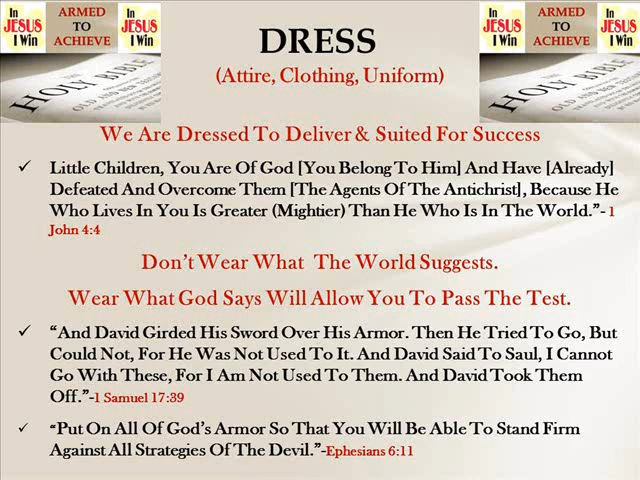 In
JESUS
I Win
ARMED
TO
ACHIEVE
In
JESUS
I Win
HOLY BIBLE
OLD AND NEW TESTAMENTS
DRESS
(Attire, Clothing, Uniform)
In
JESUS
I Win
ARMED
TO
ACHIEVE
In
JESUS
I Win
HOLY BIBLE
We Are Dressed To Deliver & Suited For Success
✓ Little Children, You Are Of God [You Belong To Him] And Have [Already]
Defeated And Overcome Them [The Agents Of The Antichrist], Because He
Who Lives In You Is Greater (Mightier) Than He Who Is In The World.”- 1
John 4:4
Don’t Wear What The World Suggests.
Wear What God Says Will Allow You To Pass The Test.
✓ “And David Girded His Sword Over His Armor. Then He Tried To Go, But
Could Not, For He Was Not Used To It. And David Said To Saul, I Cannot
Go With These, For I Am Not Used To Them. And David Took Them
Off.”-1 Samuel 17:39
✓ “Put On All Of God’s Armor So That You Will Be Able To Stand Firm
Against All Strategies Of The Devil.”-Ephesians 6:11